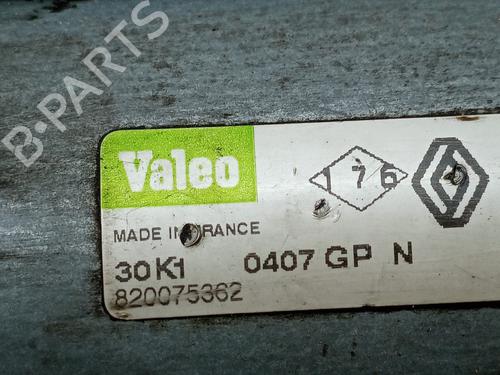 B-PARTS
Valeo
176
MADE IN FRANCE
30K1 0407 GP N
820075362